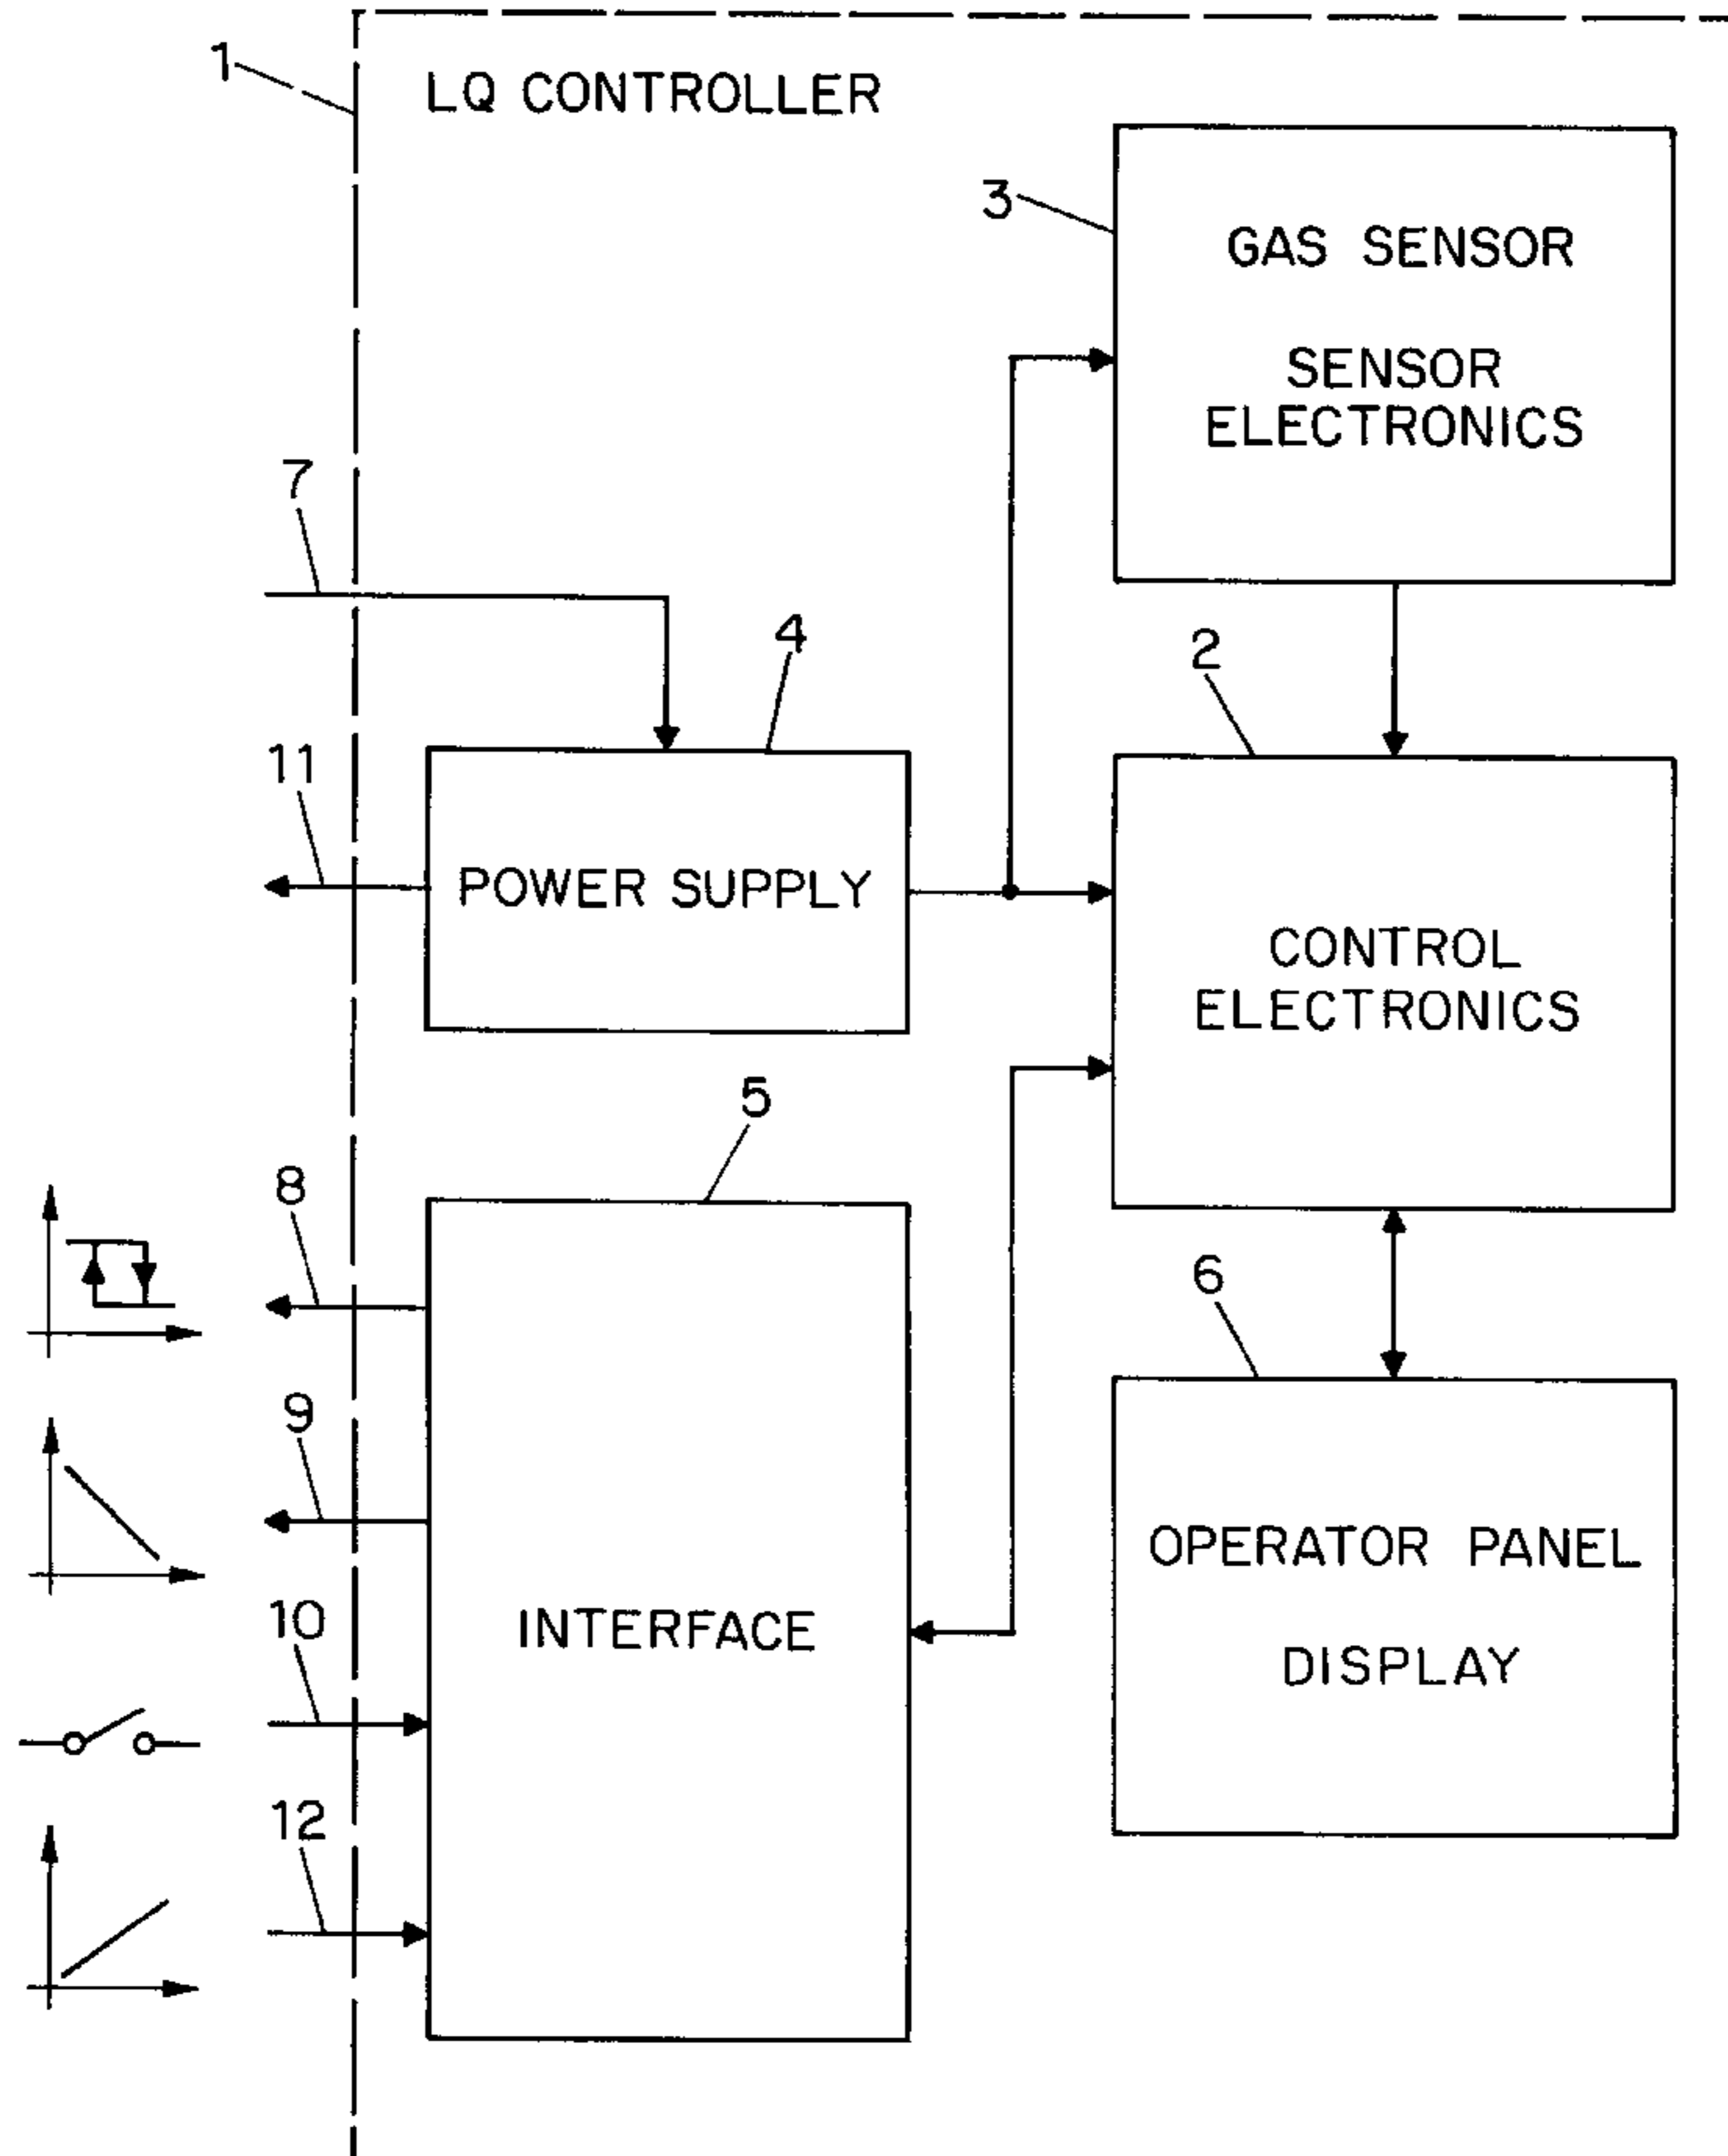 1
LQ CONTROLLER
3
GAS SENSOR
SENSOR
ELECTRONICS
7
4
2
11
POWER SUPPLY
CONTROL
ELECTRONICS
5
8
6
9
OPERATOR PANEL
10
INTERFACE
DISPLAY
12